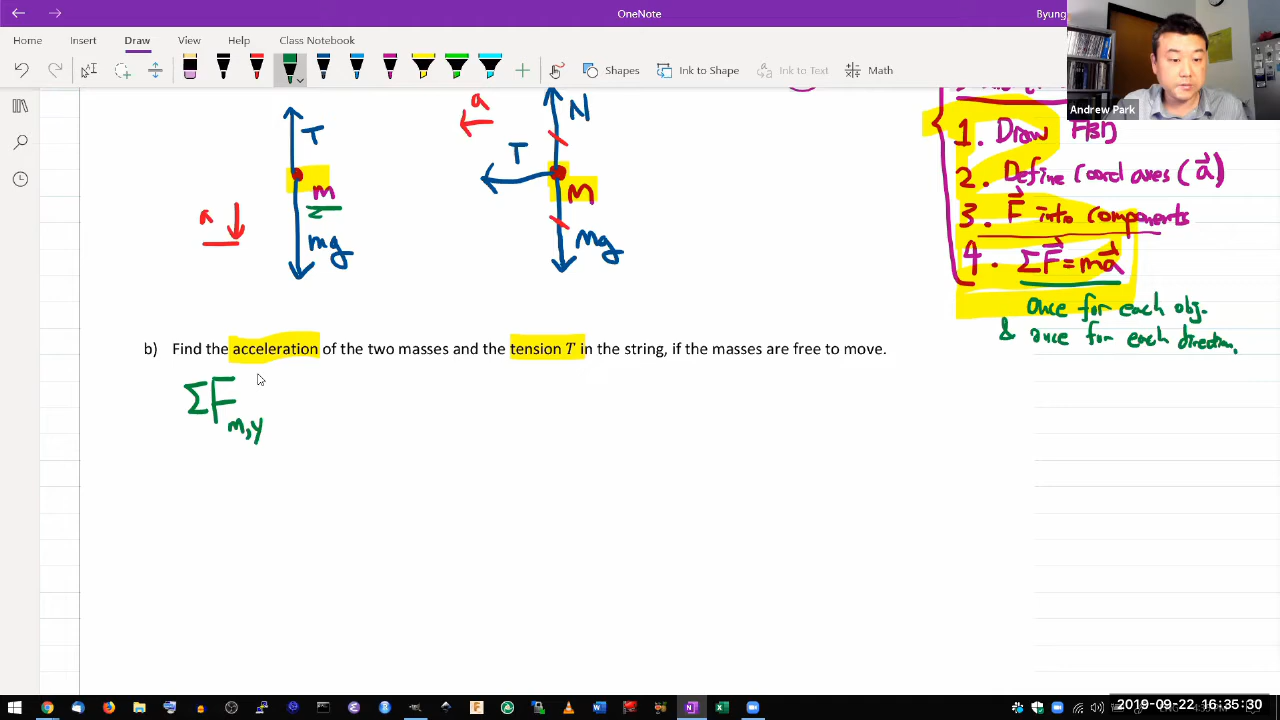 OneNote
Byung
Home Insert Draw View Help Class Notebook
Shapes Ink to Shape Ink to Text Math
Andrew Park
T
m
mg
a
a
N
T
M
Mg
1. Draw FBD
2. Define coord axes (a⃗)
3. F⃗ into components
4. ΣF⃗=ma⃗
Once for each obj.
& once for each direction.
b) Find the acceleration of the two masses and the tension T in the string, if the masses are free to move.
ΣF m,y
2019-09-22 16:35:30